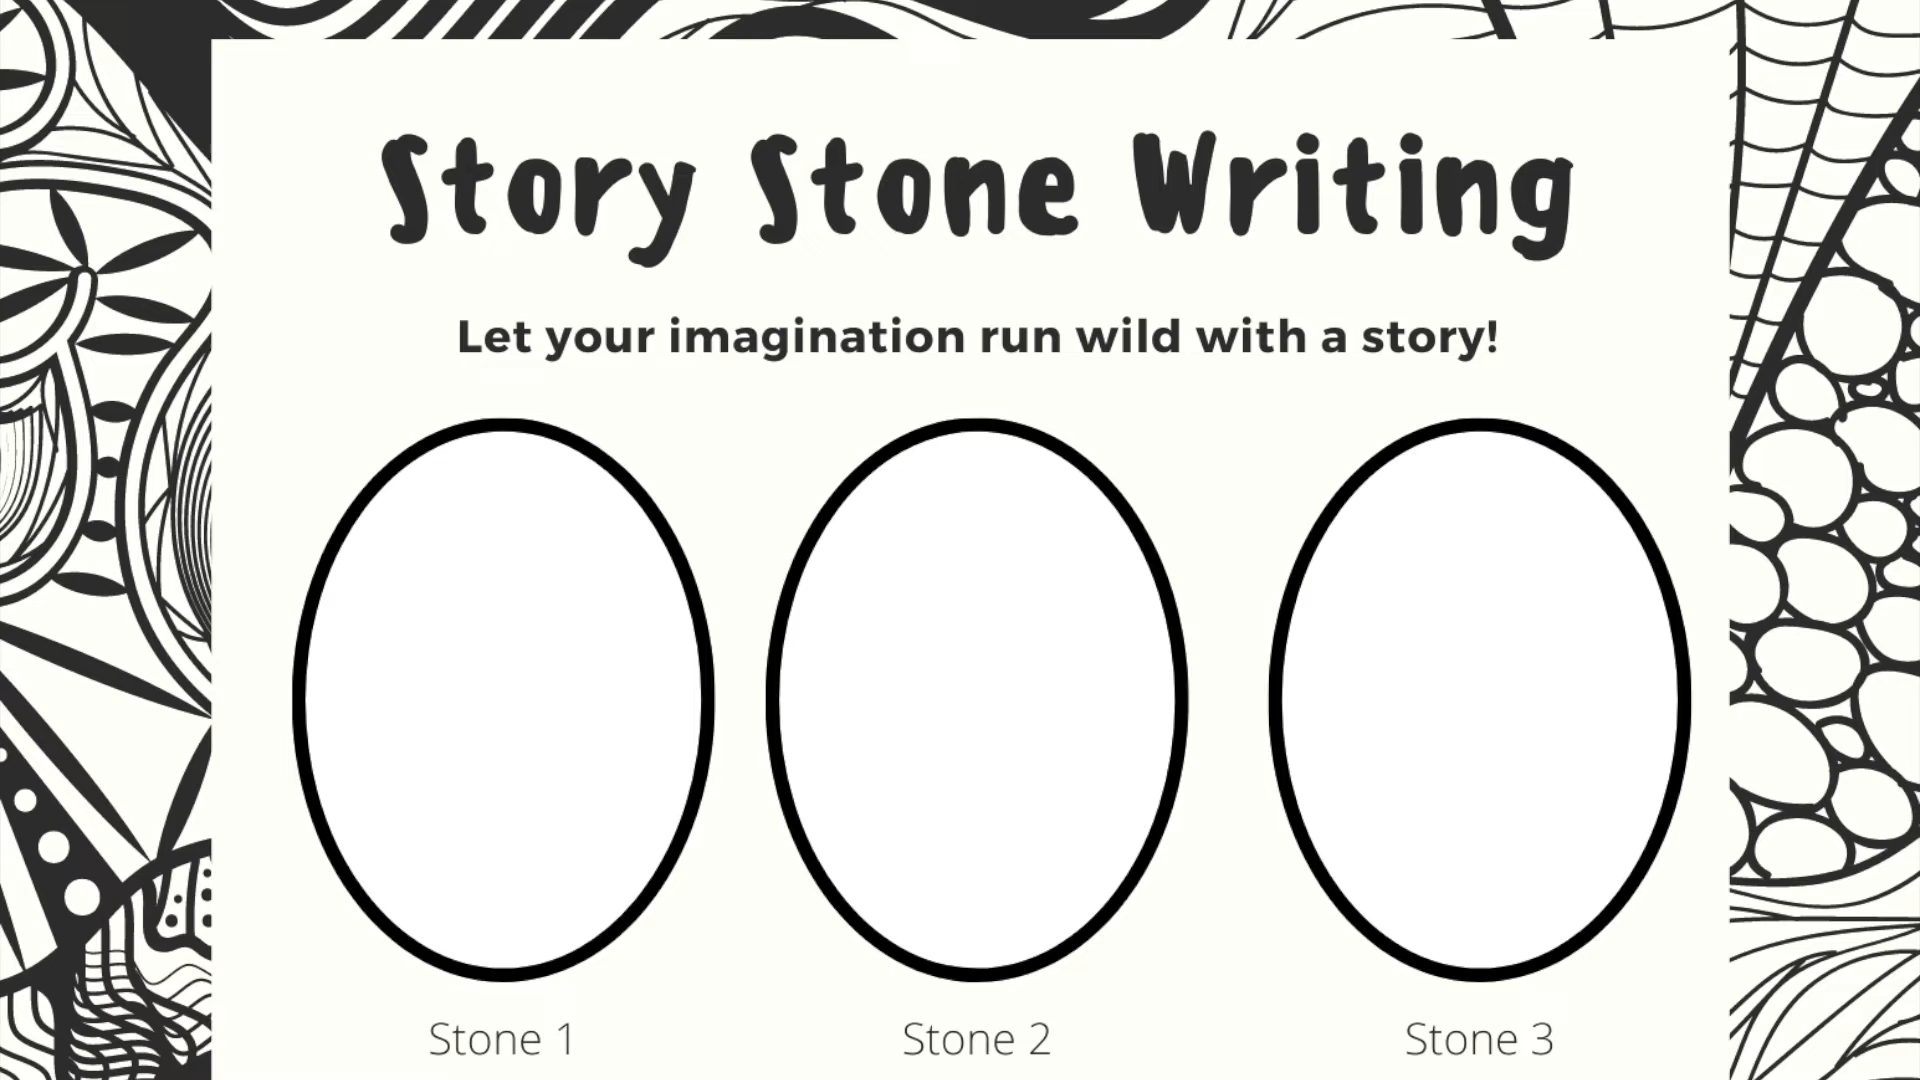 Story Stone Writing
Let your imagination run wild with a story!
Stone 1
Stone 2
Stone 3